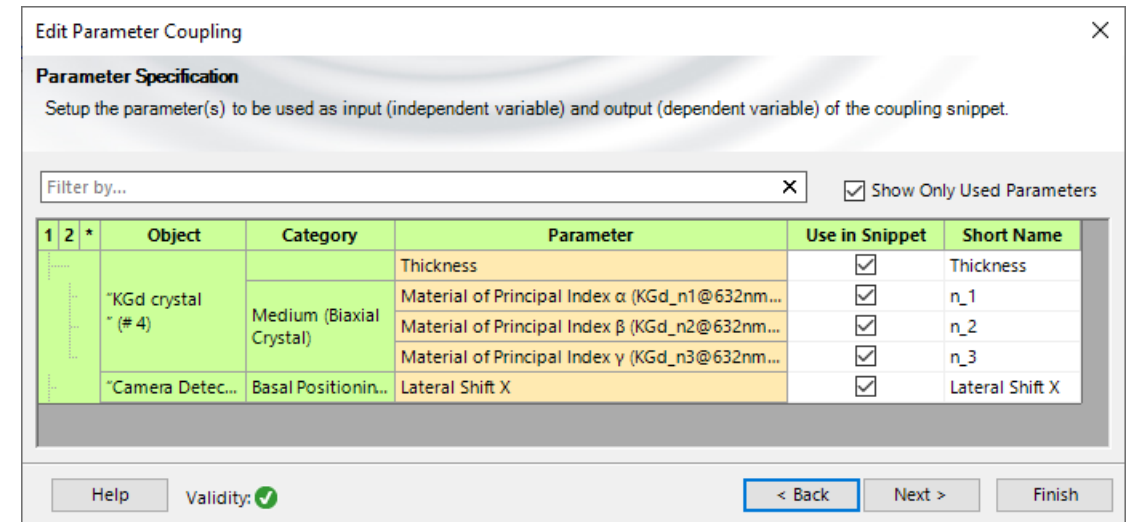 Edit Parameter Coupling
Parameter Specification
Setup the parameter(s) to be used as input (independent variable) and output (dependent variable) of the coupling snippet.
Filter by...
Show Only Used Parameters
1 2 * Object Category Parameter Use in Snippet Short Name
Thickness Thickness
"KGd crystal
" (# 4)
Medium (Biaxial
Crystal)
Material of Principal Index α (KGd_n1@632nm... n_1
Material of Principal Index β (KGd_n2@632nm... n_2
Material of Principal Index γ (KGd_n3@632nm... n_3
"Camera Detec... Basal Positionin... Lateral Shift X Lateral Shift X
Help Validity: < Back Next > Finish